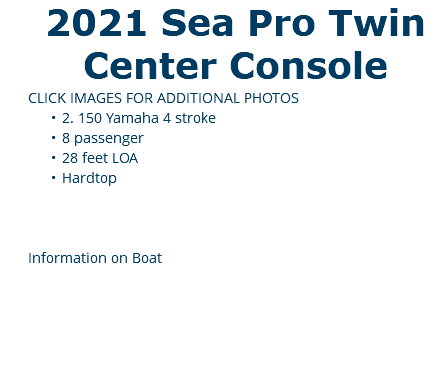 2021 Sea Pro Twin
Center Console
CLICK IMAGES FOR ADDITIONAL PHOTOS
• 2. 150 Yamaha 4 stroke
• 8 passenger
• 28 feet LOA
• Hardtop
Information on Boat